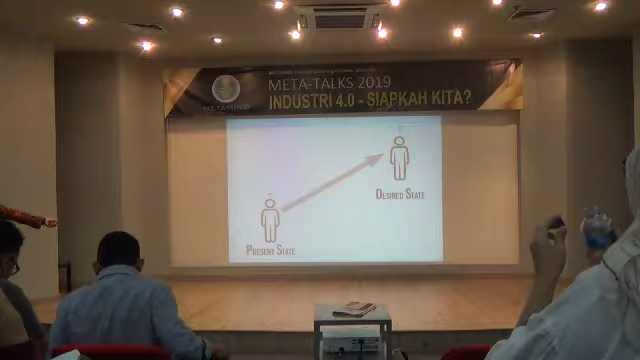 META-TALKS 2019
INDUSTRI 4.0 - SIAPKAH KITA?
METAMIND
DESIRED STATE
PRESENT STATE